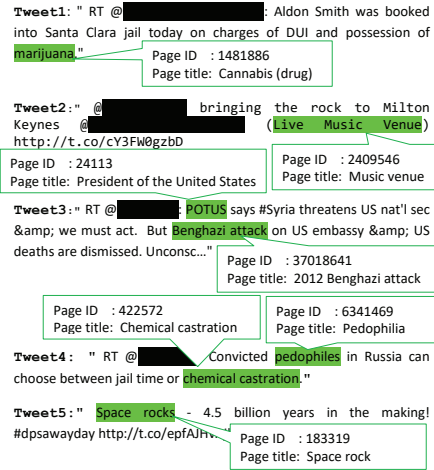 Tweet1: " RT @ : Aldon Smith was booked
into Santa Clara jail today on charges of DUI and possession of
marijuana."
Page ID : 1481886
Page title: Cannabis (drug)
Tweet2:" @ bringing the rock to Milton
Keynes @ (Live Music Venue)
http://t.co/cY3FW0gzbD
Page ID : 24113
Page title: President of the United States
Page ID : 2409546
Page title: Music venue
Tweet3:" RT @ : POTUS says #Syria threatens US nat'l sec
&amp; we must act. But Benghazi attack on US embassy &amp; US
deaths are dismissed. Unconsc..."
Page ID : 37018641
Page title: 2012 Benghazi attack
Page ID : 422572
Page title: Chemical castration
Page ID : 6341469
Page title: Pedophilia
Tweet4: " RT @ Convicted pedophiles in Russia can
choose between jail time or chemical castration."
Tweet5:" Space rocks - 4.5 billion years in the making!
#dpsawayday
Page ID : 183319
Page title: Space rock